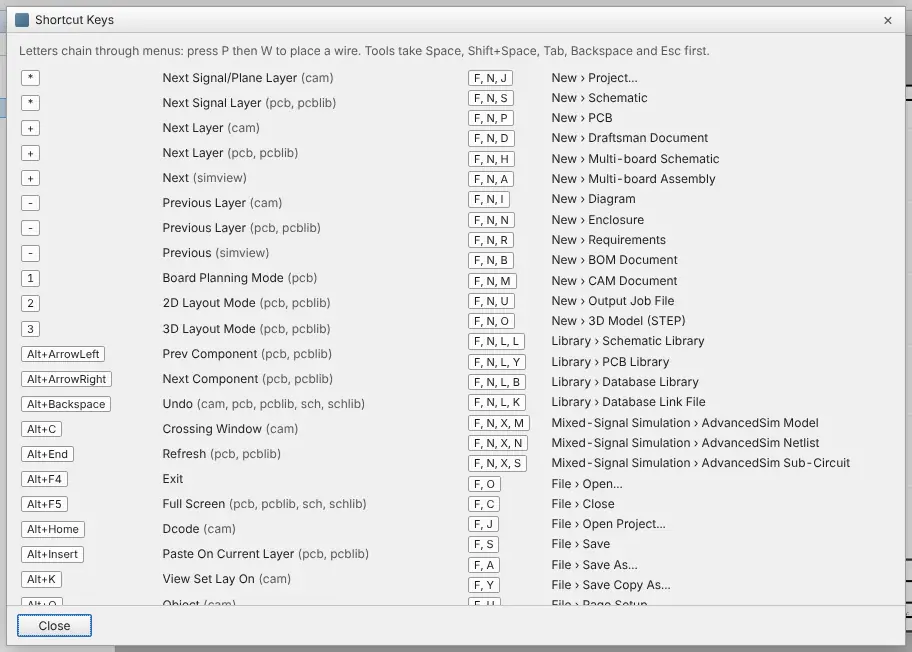 Shortcut Keys
Letters chain through menus: press P then W to place a wire. Tools take Space, Shift+Space, Tab, Backspace and Esc first.
* Next Signal/Plane Layer (cam)
* Next Signal Layer (pcb, pcblib)
+ Next Layer (cam)
+ Next Layer (pcb, pcblib)
+ Next (simview)
- Previous Layer (cam)
- Previous Layer (pcb, pcblib)
- Previous (simview)
1 Board Planning Mode (pcb)
2 2D Layout Mode (pcb, pcblib)
3 3D Layout Mode (pcb, pcblib)
Alt+ArrowLeft Prev Component (pcb, pcblib)
Alt+ArrowRight Next Component (pcb, pcblib)
Alt+Backspace Undo (cam, pcb, pcblib, sch, schlib)
Alt+C Crossing Window (cam)
Alt+End Refresh (pcb, pcblib)
Alt+F4 Exit
Alt+F5 Full Screen (pcb, pcblib, sch, schlib)
Alt+Home Dcode (cam)
Alt+Insert Paste On Current Layer (pcb, pcblib)
Alt+K View Set Lay On (cam)
Alt+O Object (cam)
F, N, J New › Project...
F, N, S New › Schematic
F, N, P New › PCB
F, N, D New › Draftsman Document
F, N, H New › Multi-board Schematic
F, N, A New › Multi-board Assembly
F, N, I New › Diagram
F, N, N New › Enclosure
F, N, R New › Requirements
F, N, B New › BOM Document
F, N, M New › CAM Document
F, N, U New › Output Job File
F, N, O New › 3D Model (STEP)
F, N, L, L Library › Schematic Library
F, N, L, Y Library › PCB Library
F, N, L, B Library › Database Library
F, N, L, K Library › Database Link File
F, N, X, M Mixed-Signal Simulation › AdvancedSim Model
F, N, X, N Mixed-Signal Simulation › AdvancedSim Netlist
F, N, X, S Mixed-Signal Simulation › AdvancedSim Sub-Circuit
F, O File › Open...
F, C File › Close
F, J File › Open Project...
F, S File › Save
F, A File › Save As...
F, Y File › Save Copy As...
F, U File › Page Setup
Close